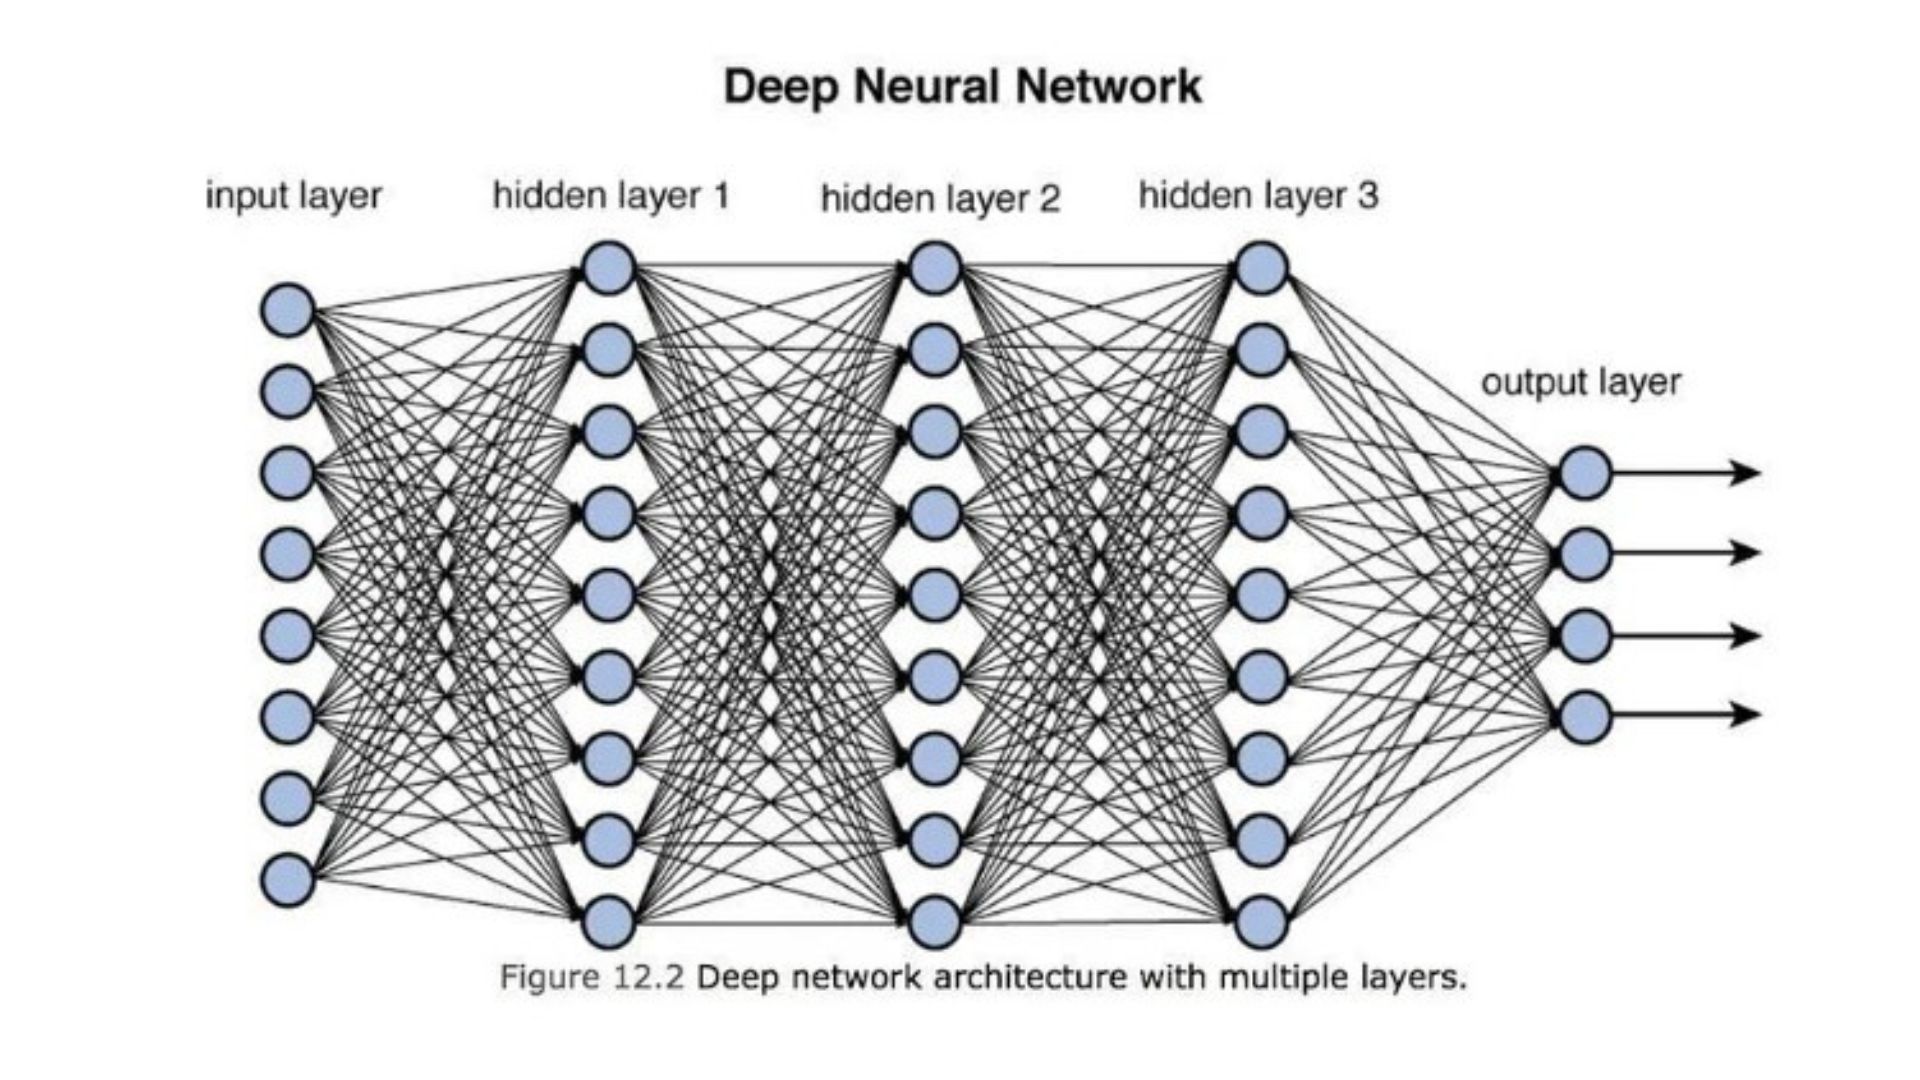 Deep Neural Network
input layer
hidden layer 1
hidden layer 2
hidden layer 3
output layer
Figure 12.2 Deep network architecture with multiple layers.